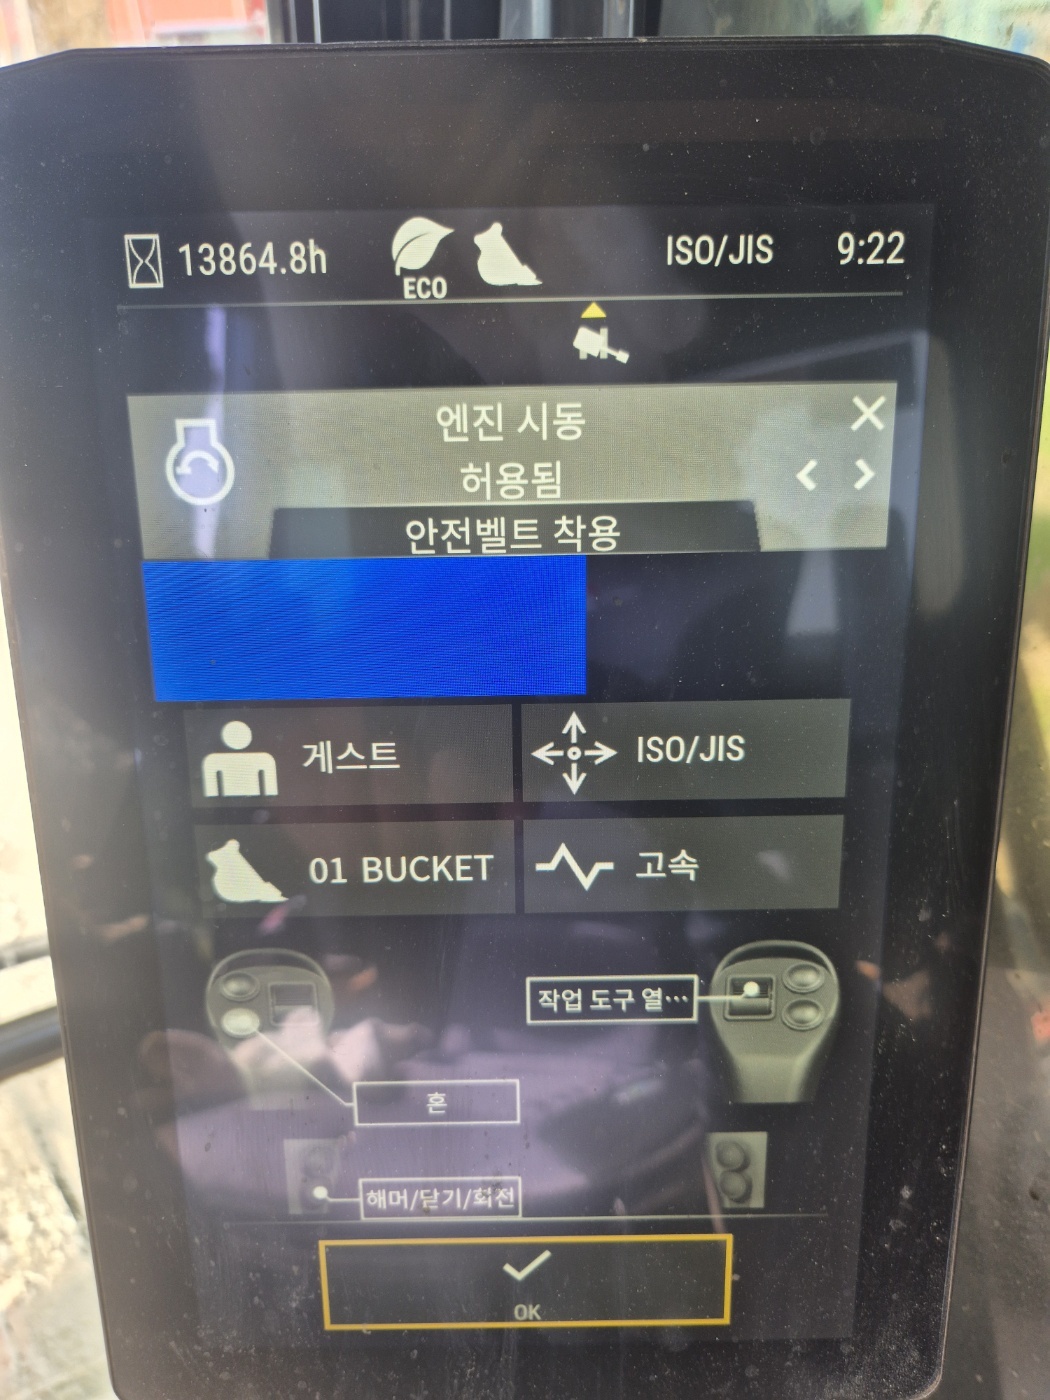 13864.8h
ECO
ISO/JIS
9:22
엔진 시동
허용됨
안전벨트 착용
게스트
ISO/JIS
01 BUCKET
고속
작업 도구 열…
혼
해머/닫기/회전
OK